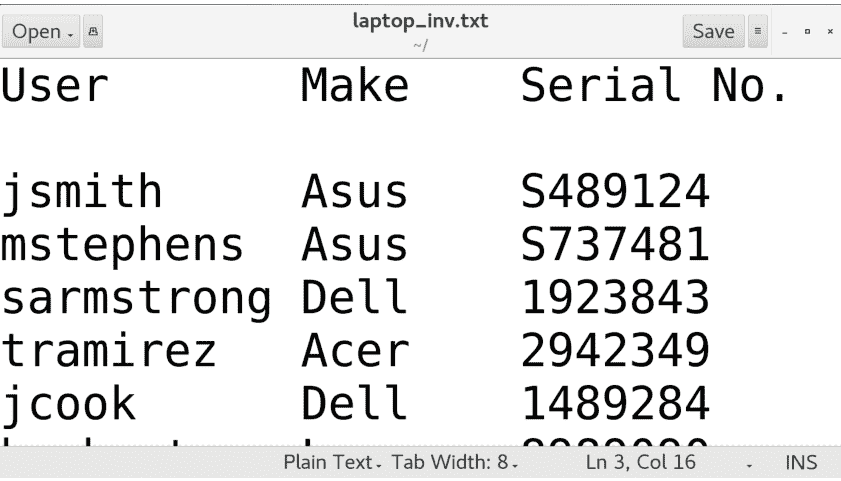 Open laptop_inv.txt Save
~/
User Make Serial No.
jsmith Asus S489124
mstephens Asus S737481
sarmstrong Dell 1923843
tramirez Acer 2942349
jcook Dell 1489284
Plain Text Tab Width: 8 Ln 3, Col 16 INS